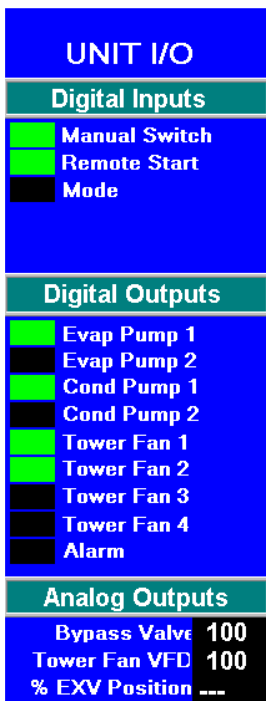 UNIT I/O
Digital Inputs
Manual Switch
Remote Start
Mode
Digital Outputs
Evap Pump 1
Evap Pump 2
Cond Pump 1
Cond Pump 2
Tower Fan 1
Tower Fan 2
Tower Fan 3
Tower Fan 4
Alarm
Analog Outputs
Bypass Valve 100
Tower Fan VFD 100
% EXV Position ---